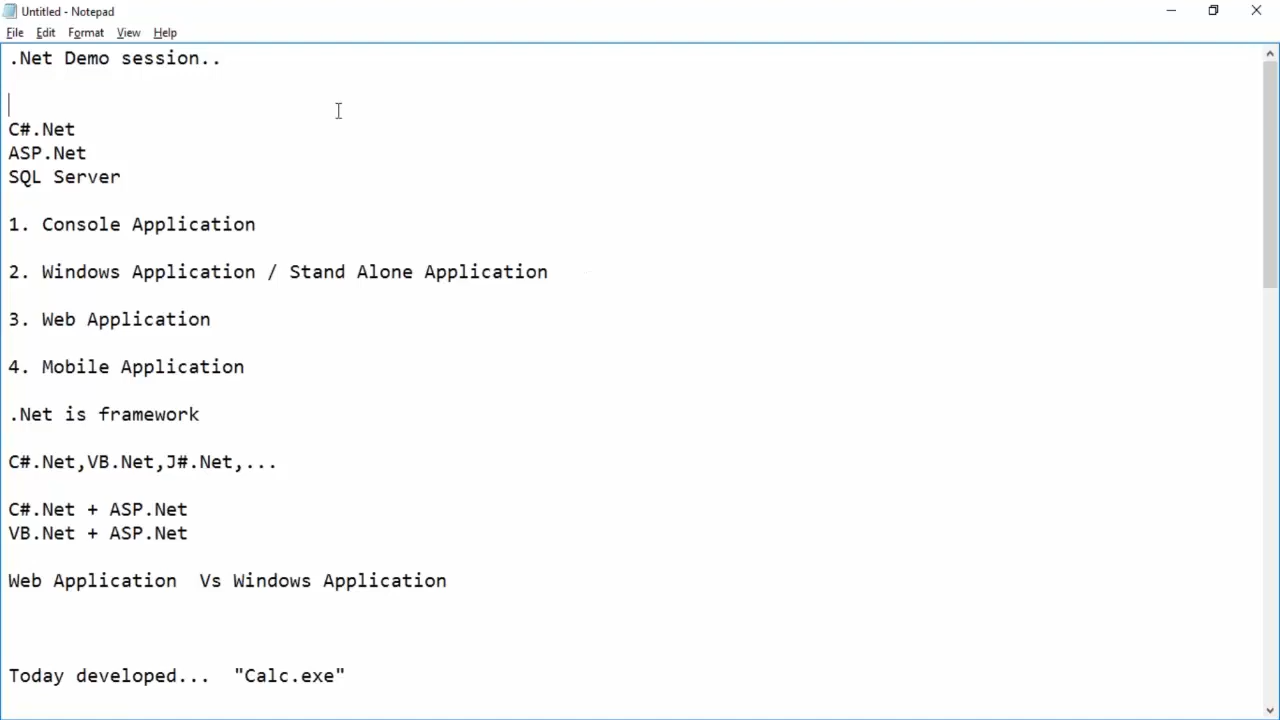 Untitled - Notepad
File Edit Format View Help
.Net Demo session..
C#.Net
ASP.Net
SQL Server
1. Console Application
2. Windows Application / Stand Alone Application
3. Web Application
4. Mobile Application
.Net is framework
C#.Net,VB.Net,J#.Net,...
C#.Net + ASP.Net
VB.Net + ASP.Net
Web Application  Vs Windows Application
Today developed...  "Calc.exe"